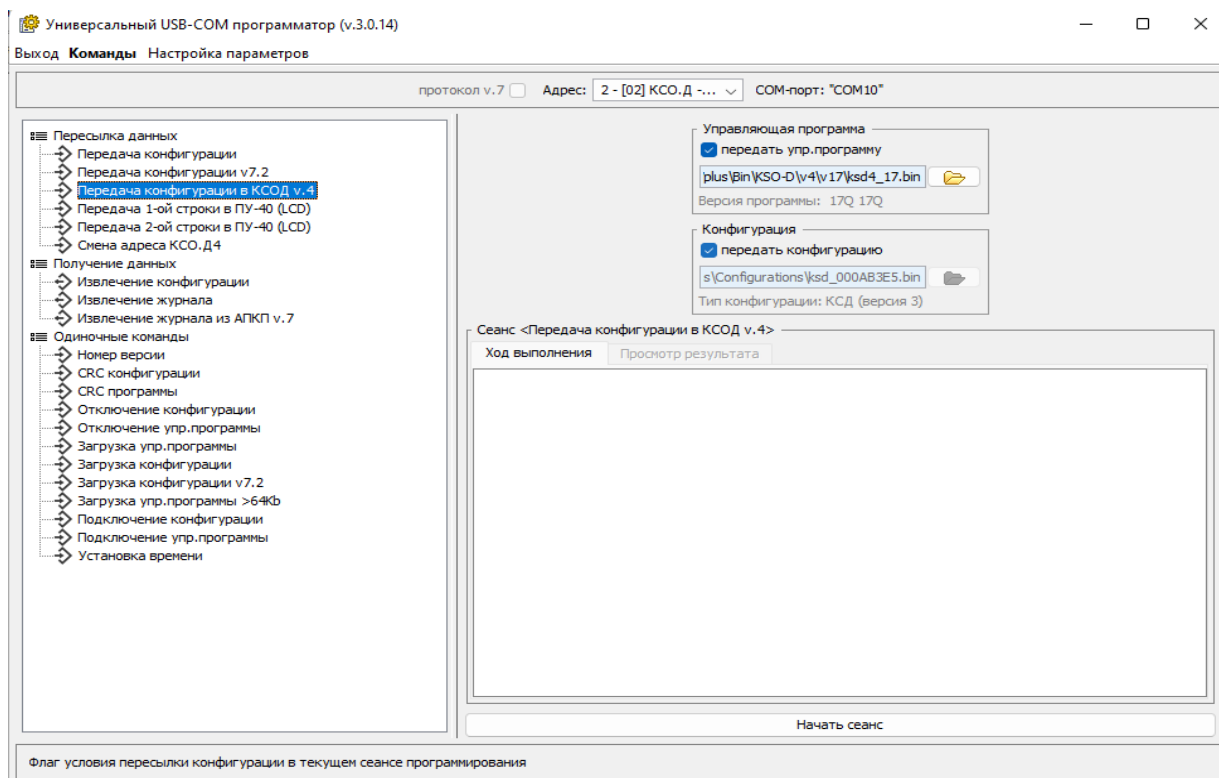 Универсальный USB-COM программатор (v.3.0.14)
Выход Команды Настройка параметров
протокол v.7 Адрес: 2 - [02] КСО.Д -... COM-порт: "COM10"
Пересылка данных
Передача конфигурации
Передача конфигурации v7.2
Передача конфигурации в КСОД v.4
Передача 1-ой строки в ПУ-40 (LCD)
Передача 2-ой строки в ПУ-40 (LCD)
Смена адреса КСО.Д4
Получение данных
Извлечение конфигурации
Извлечение журнала
Извлечение журнала из АПКП v.7
Одиночные команды
Номер версии
CRC конфигурации
CRC программы
Отключение конфигурации
Отключение упр.программы
Загрузка упр.программы
Загрузка конфигурации
Загрузка конфигурации v7.2
Загрузка упр.программы >64Kb
Подключение конфигурации
Подключение упр.программы
Установка времени
Управляющая программа
передать упр.программу
plus\Bin\KSO-D\v4\v17\ksd4_17.bin
Версия программы: 17Q 17Q
Конфигурация
передать конфигурацию
s\Configurations\ksd_000AB3E5.bin
Тип конфигурации: КСД (версия 3)
Сеанс <Передача конфигурации в КСОД v.4>
Ход выполнения Просмотр результата
Начать сеанс
Флаг условия пересылки конфигурации в текущем сеансе программирования